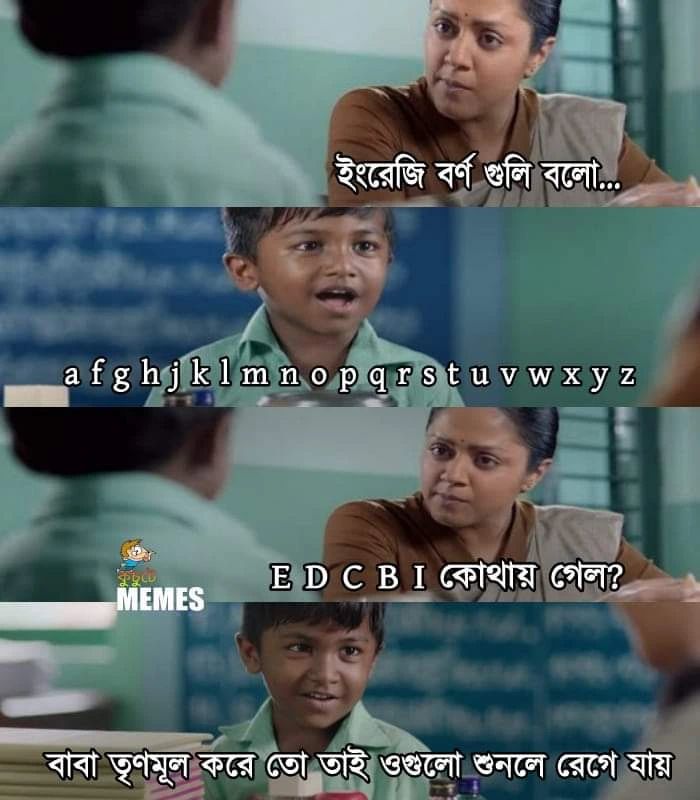 ইংরেজি বর্ণ গুলি বলো...
a f g h j k l m n o p q r s t u v w x y z
E D C B I কোথায় গেল?
কুচুটে
MEMES
বাবা তৃণমূল করে তো তাই ওগুলো শুনলে রেগে যায়